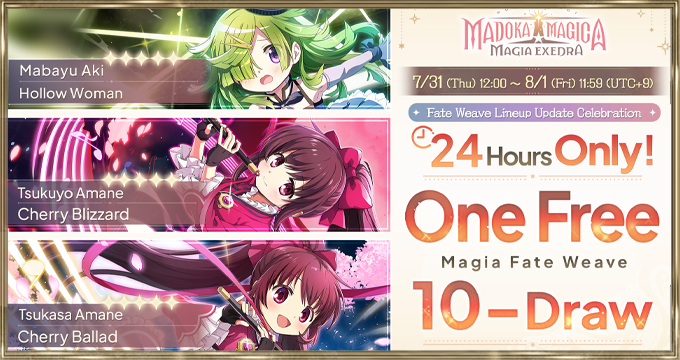 Mabayu Aki
Hollow Woman
Tsukuyo Amane
Cherry Blizzard
Tsukasa Amane
Cherry Ballad
MADOKA MAGICA
MAGIA EXEDRA
7/31 (Thu) 12:00 ~ 8/1 (Fri) 11:59 (UTC+9)
Fate Weave Lineup Update Celebration
24 Hours Only!
One Free
Magia Fate Weave
10-Draw